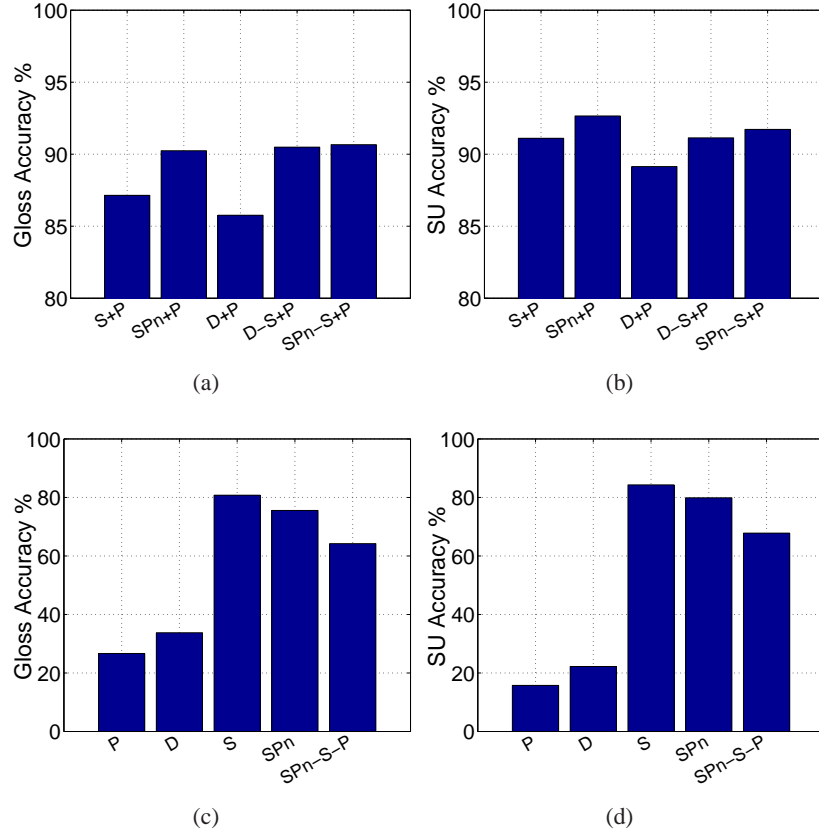 100
95
90
85
80
Gloss Accuracy %
S+P
SPn+P
D+P
D−S+P
SPn−S+P
(a)
100
95
90
85
80
SU Accuracy %
S+P
SPn+P
D+P
D−S+P
SPn−S+P
(b)
100
80
60
40
20
0
Gloss Accuracy %
P
D
S
SPn
SPn−S−P
(c)
100
80
60
40
20
0
SU Accuracy %
P
D
S
SPn
SPn−S−P
(d)